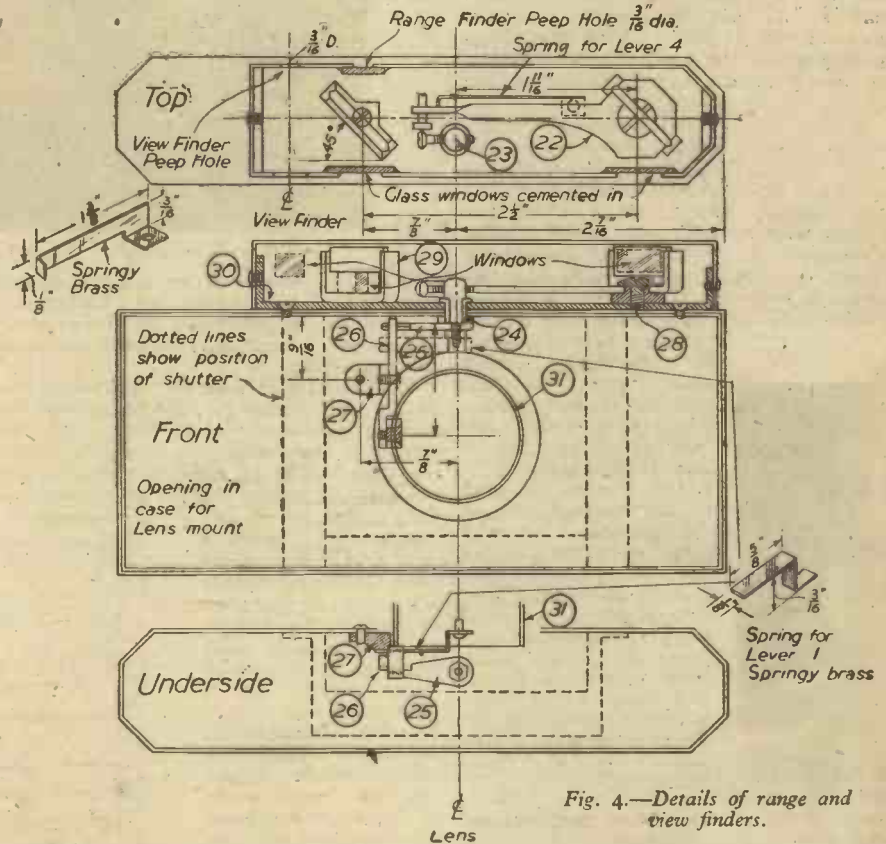 Range Finder Peep Hole 3/16" dia.
3/16" D.
Spring for Lever 4
1 11/16"
Top
View Finder
Peep Hole
45°
23
22
Glass windows cemented in
℄
View Finder
7/8"
2 1/2"
2 7/16"
3/16"
Springy
Brass
1/8"
30
29
Windows
28
Dotted lines
show position
of shutter
9/16"
26
25
24
27
31
Front
7/8"
Opening in
case for
Lens mount
5/8"
3/16"
Spring for
Lever 1
Springy brass
31
27
Underside
26
25
℄
Lens
Fig. 4.—Details of range and
view finders.